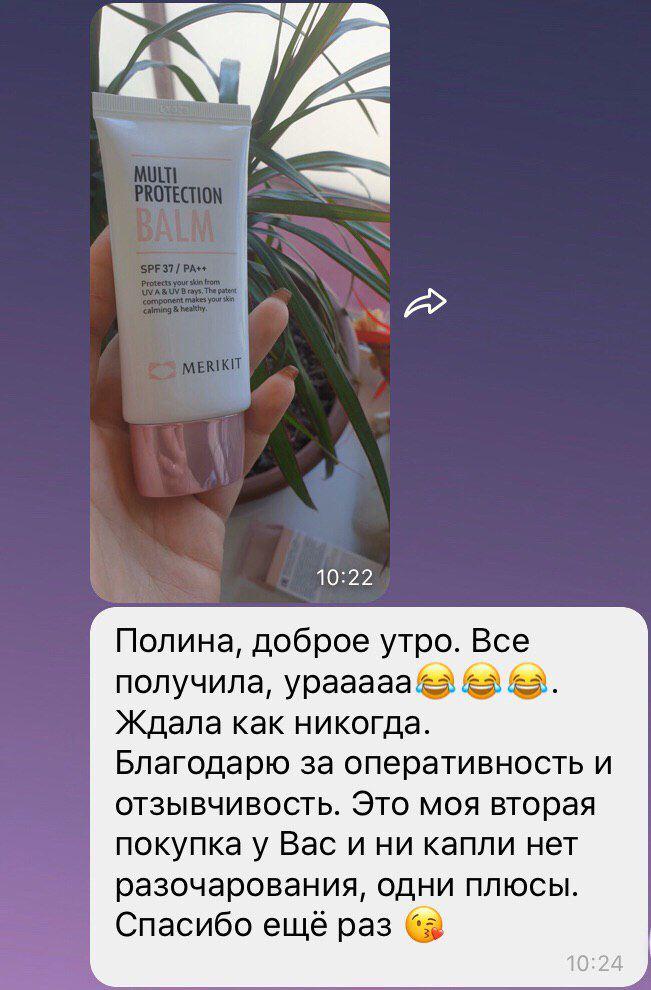 MULTI
PROTECTION
BALM
SPF 37 / PA++
Protects your skin from
UV A & UV B rays. The patent
component makes your skin
calming & healthy.
MERIKIT
10:22
Полина, доброе утро. Все
получила, урааааа😂😂😂.
Ждала как никогда.
Благодарю за оперативность и
отзывчивость. Это моя вторая
покупка у Вас и ни капли нет
разочарования, одни плюсы.
Спасибо ещё раз 😘
10:24